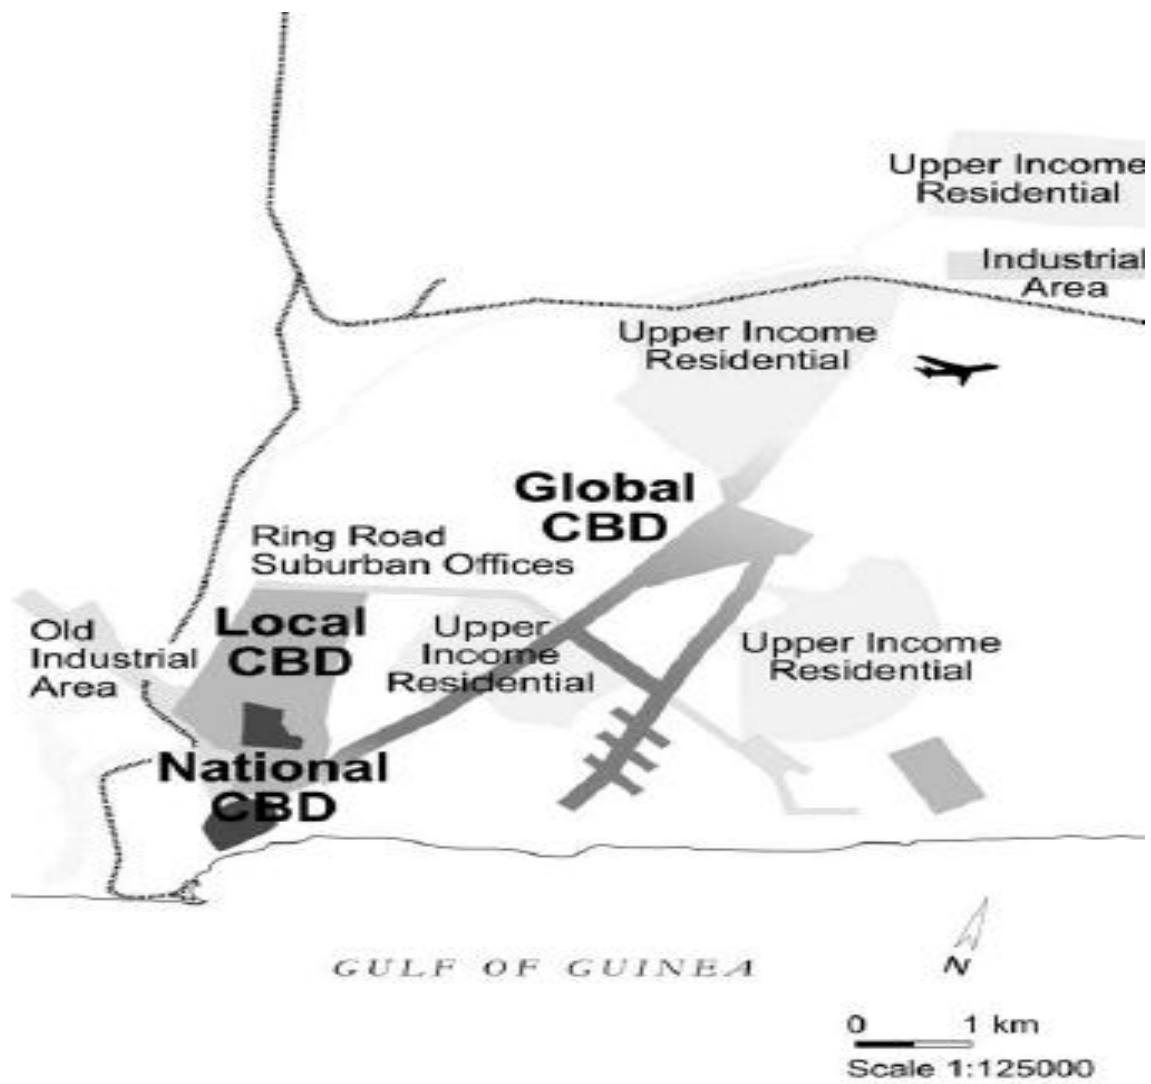 Upper Income
Residential
Industrial
Area
Upper Income
Residential
Global
CBD
Ring Road
Suburban Offices
Local
CBD
Old
Industrial
Area
Upper
Income
Residential
Upper Income
Residential
National
CBD
GULF OF GUINEA
N
0 1 km
Scale 1:125000